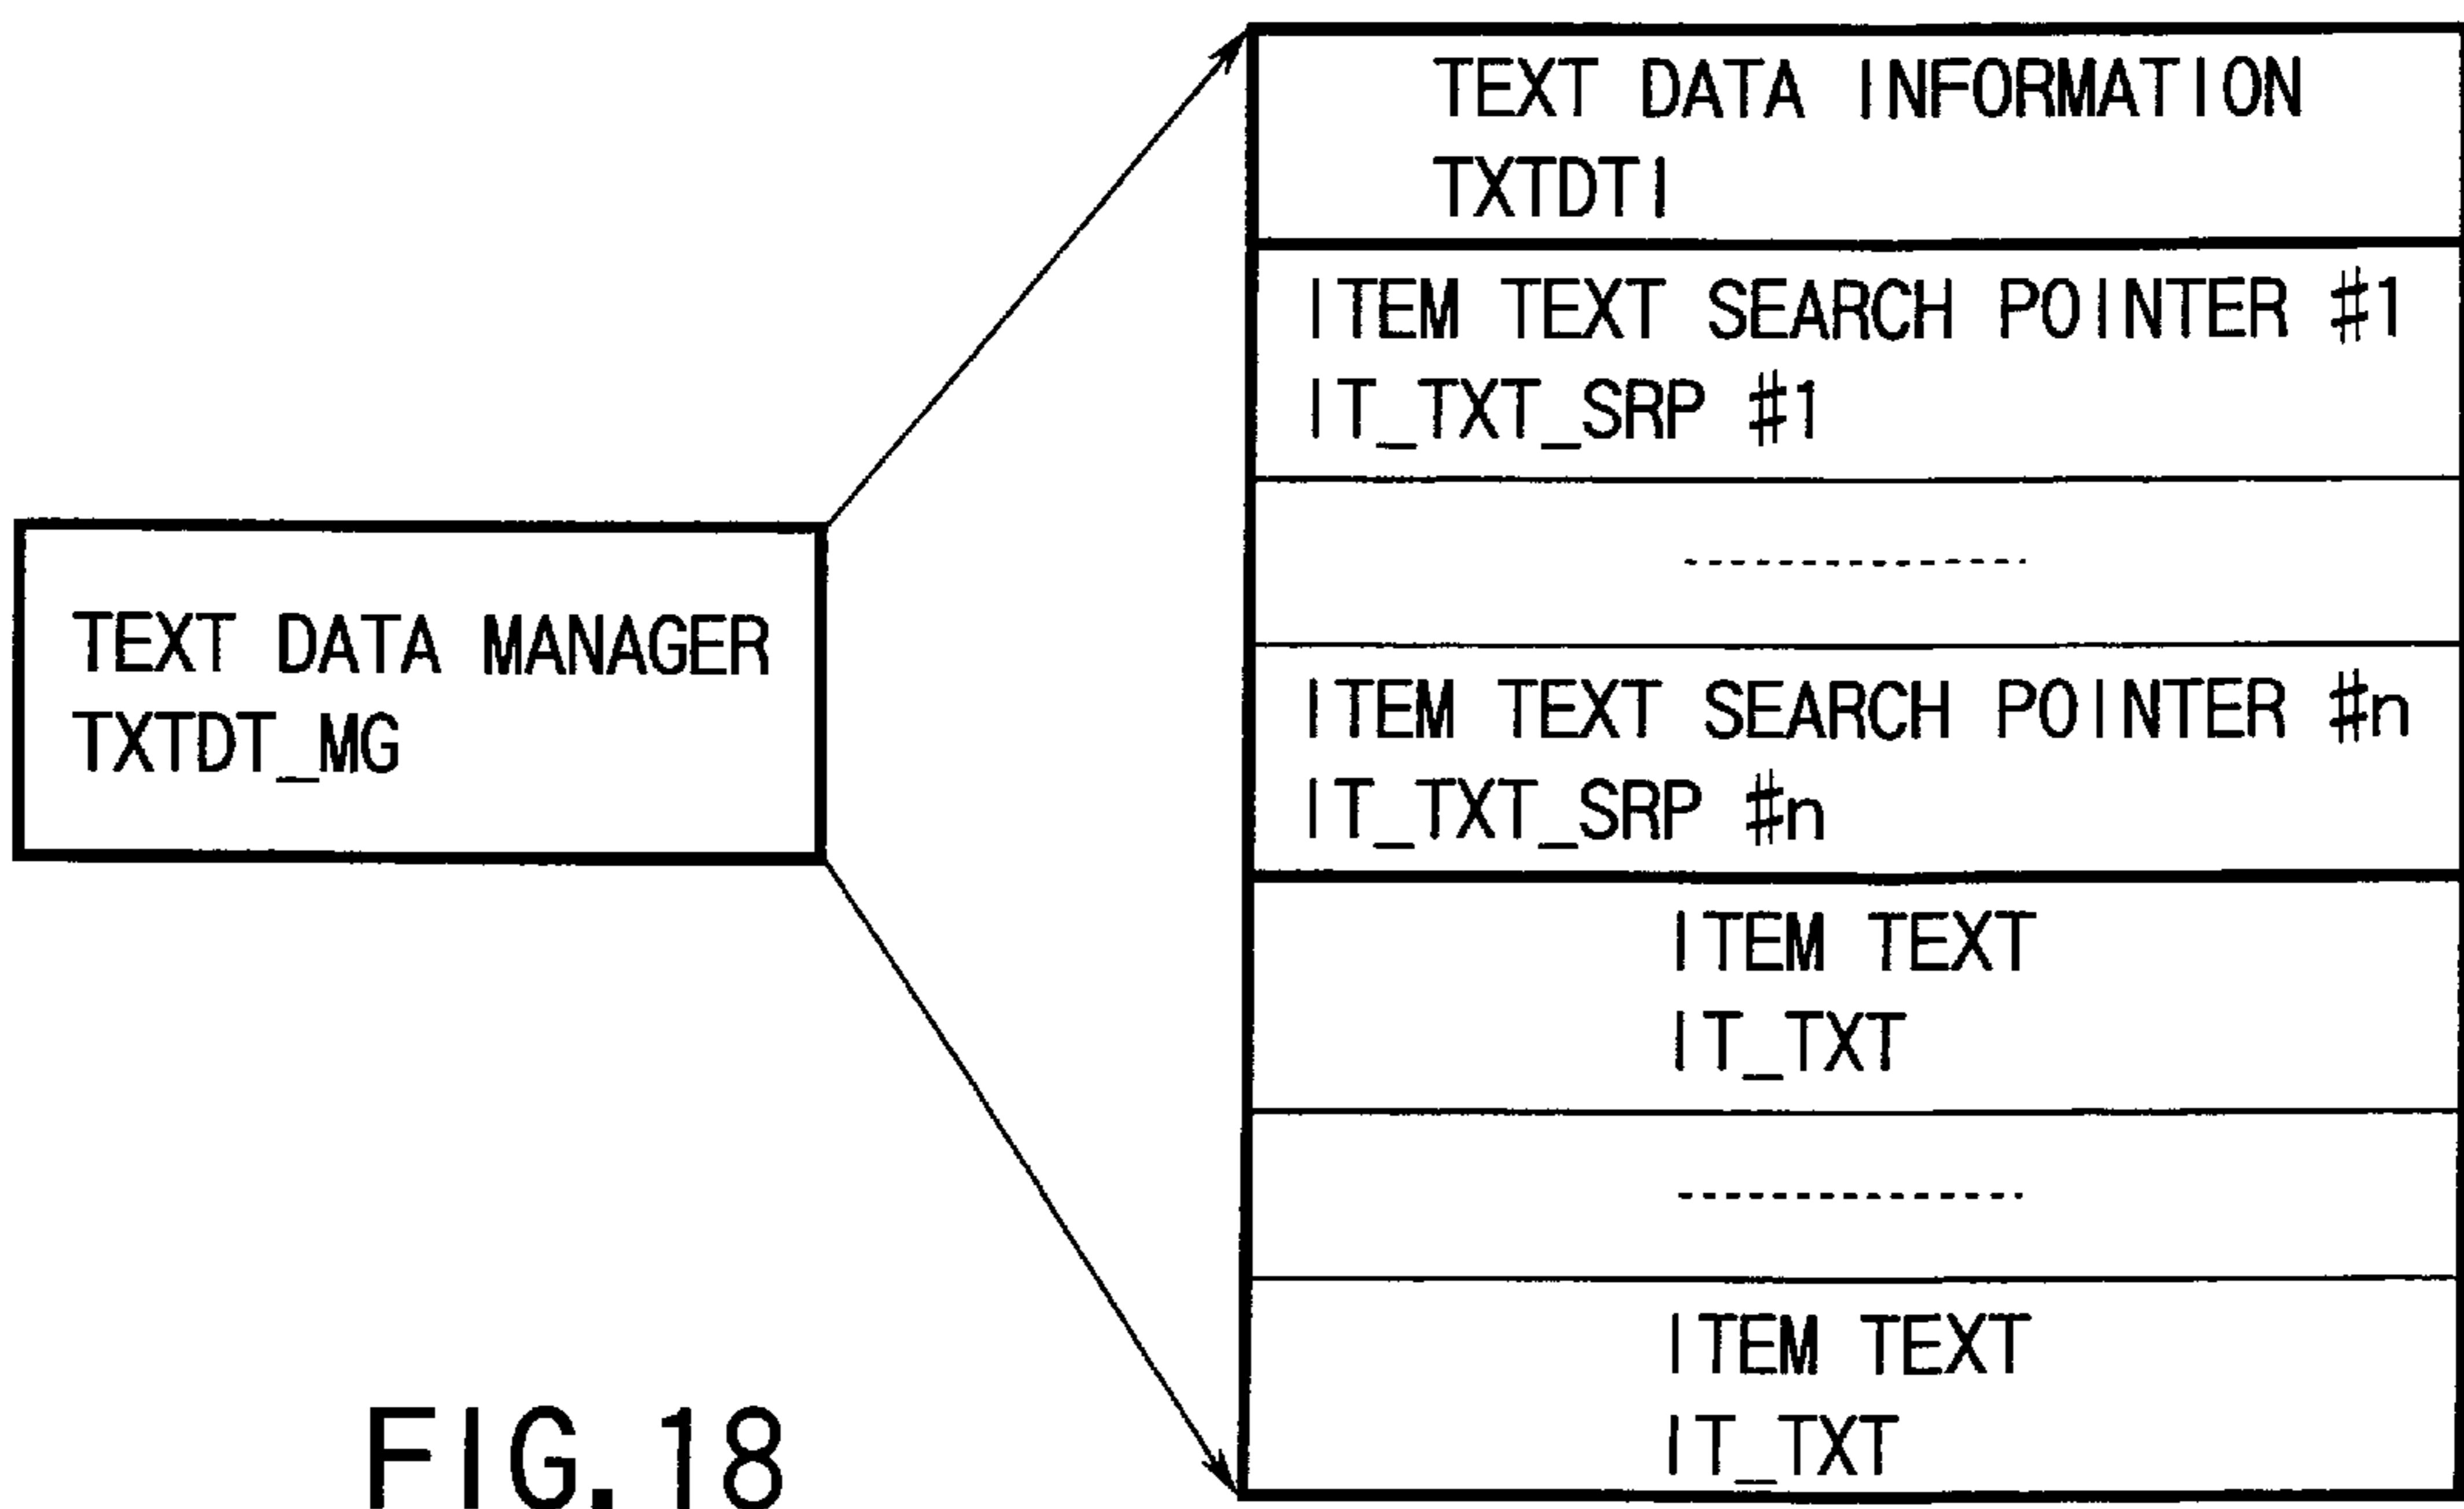 TEXT DATA MANAGER
TXTDT_MG
TEXT DATA INFORMATION
TXTDTI
ITEM TEXT SEARCH POINTER #1
IT_TXT_SRP #1
ITEM TEXT SEARCH POINTER #n
IT_TXT_SRP #n
ITEM TEXT
IT_TXT
ITEM TEXT
IT_TXT
FIG.18